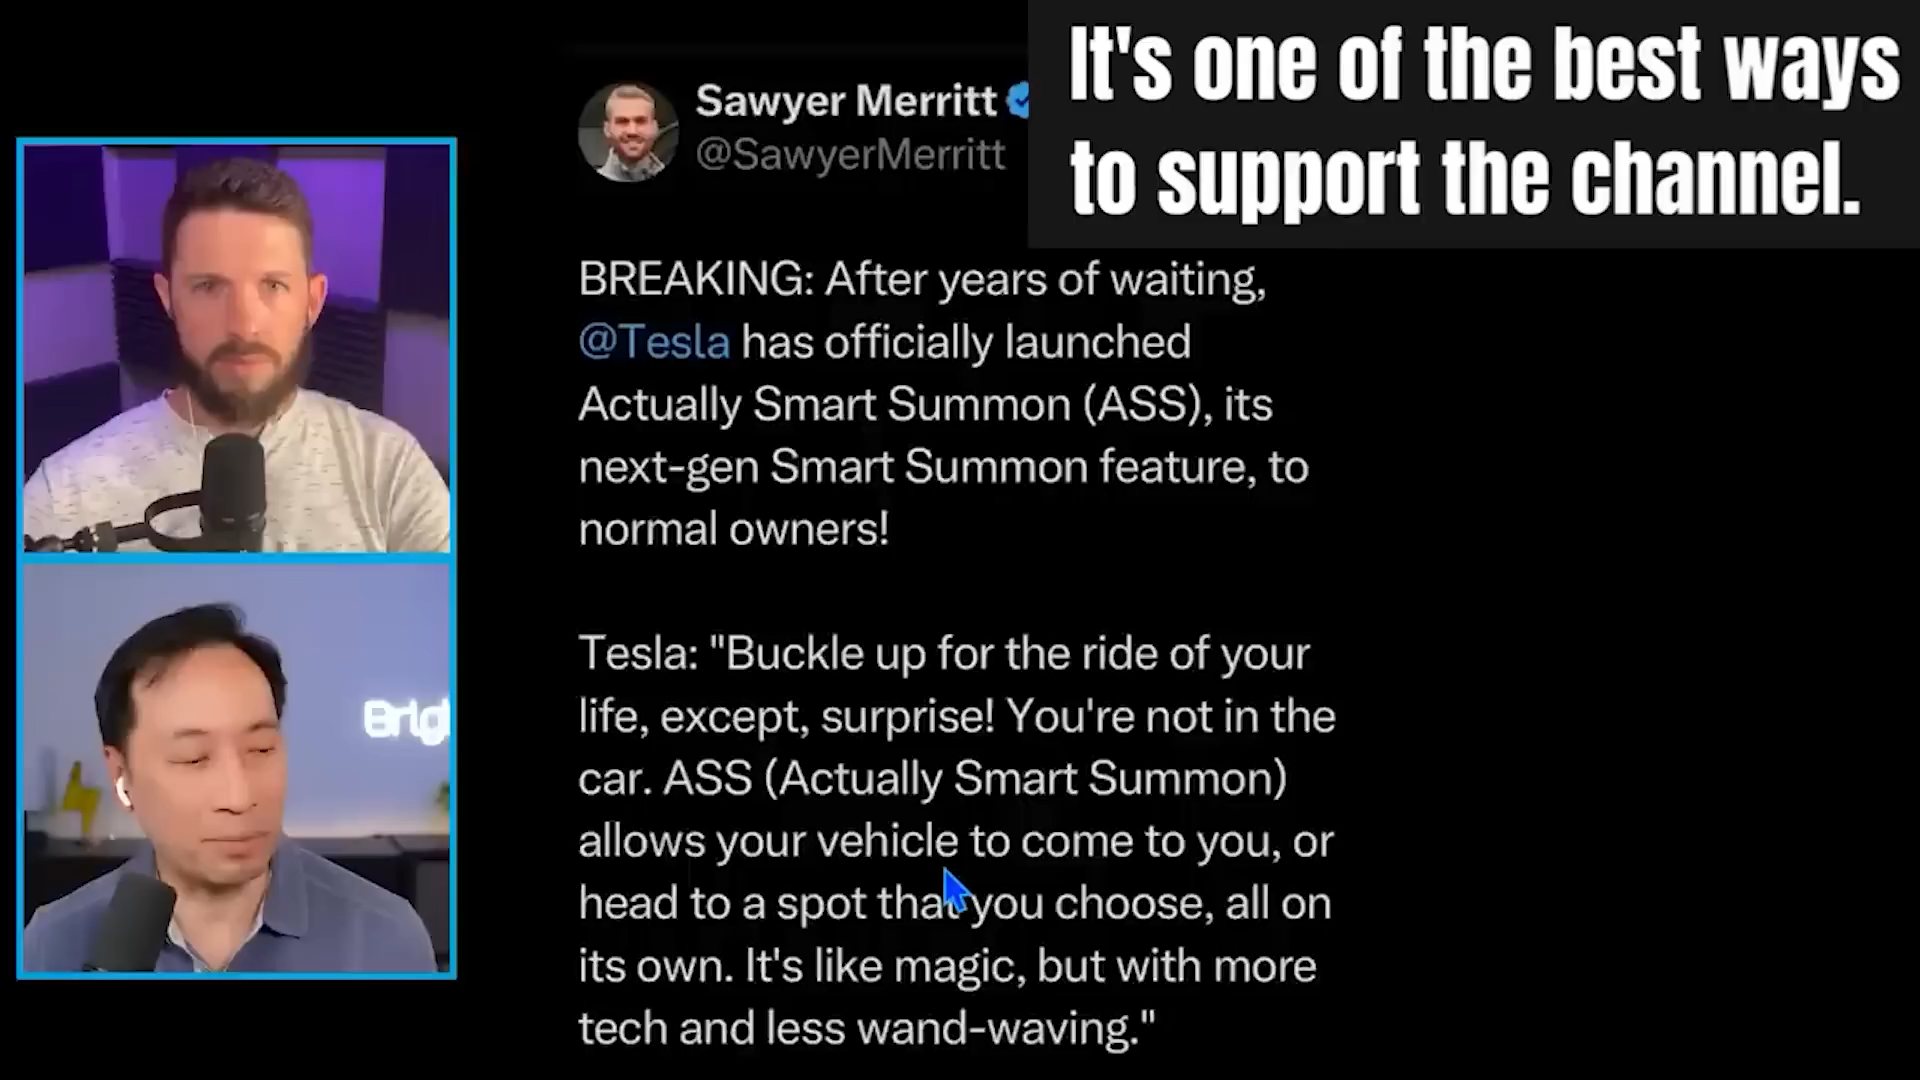 It's one of the best ways
to support the channel.
Sawyer Merritt
@SawyerMerritt
BREAKING: After years of waiting,
@Tesla has officially launched
Actually Smart Summon (ASS), its
next-gen Smart Summon feature, to
normal owners!
Tesla: "Buckle up for the ride of your
life, except, surprise! You're not in the
car. ASS (Actually Smart Summon)
allows your vehicle to come to you, or
head to a spot that you choose, all on
its own. It's like magic, but with more
tech and less wand-waving."